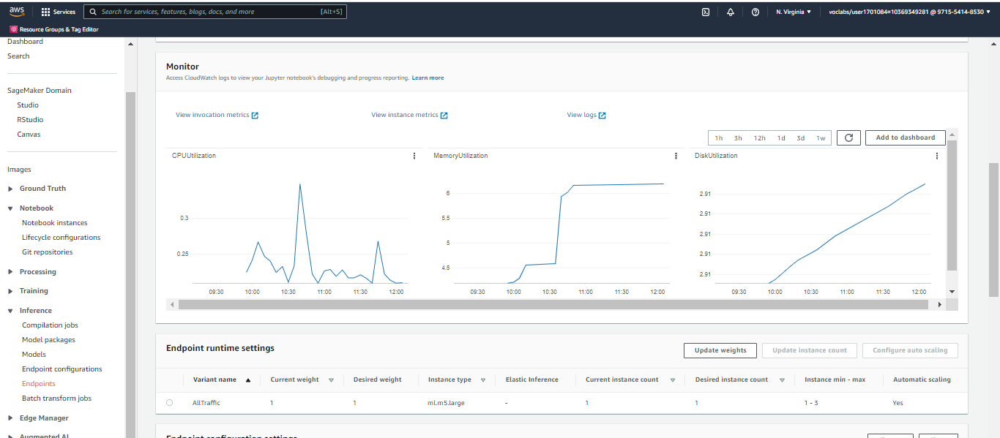 aws
Services
Search for services, features, blogs, docs, and more
[Alt+S]
N. Virginia
voclabs/user1701084=10369349281 @ 9715-5414-8530
Resource Groups & Tag Editor
Dashboard
Search
SageMaker Domain
Studio
RStudio
Canvas
Images
Ground Truth
Notebook
Notebook instances
Lifecycle configurations
Git repositories
Processing
Training
Inference
Compilation jobs
Model packages
Models
Endpoint configurations
Endpoints
Batch transform jobs
Edge Manager
Augmented AI
Monitor
Access CloudWatch logs to view your Jupyter notebook's debugging and progress reporting. Learn more
View invocation metrics
View instance metrics
View logs
1h 3h 12h 1d 3d 1w
Add to dashboard
CPUUtilization
0.3
0.25
09:30 10:00 10:30 11:00 11:30 12:00
MemoryUtilization
6
5.5
5
4.5
09:30 10:00 10:30 11:00 11:30 12:00
DiskUtilization
2.91
2.91
2.91
2.91
2.91
09:30 10:00 10:30 11:00 11:30 12:00
Endpoint runtime settings
Update weights
Update instance count
Configure auto scaling
Variant name Current weight Desired weight Instance type Elastic Inference Current instance count Desired instance count Instance min - max Automatic scaling
AllTraffic 1 1 ml.m5.large - 1 1 1 - 3 Yes
Endpoint configuration settings